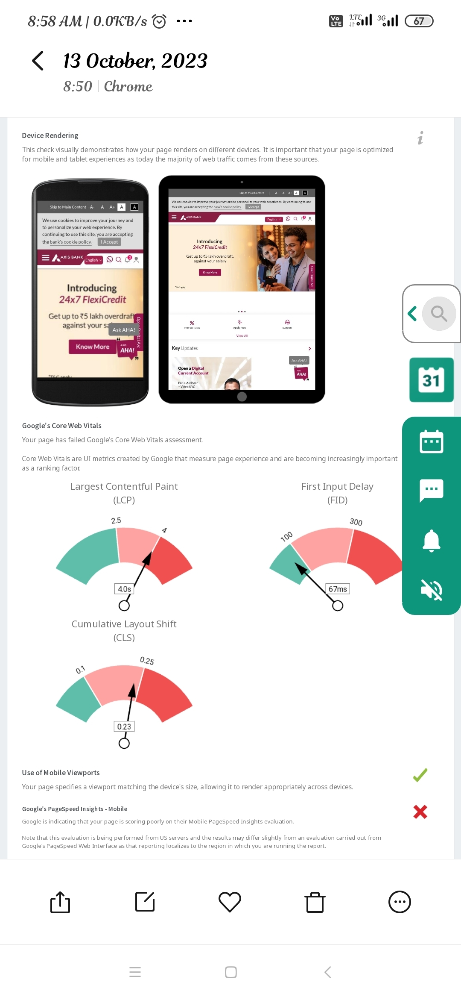 8:58 AM | 0.0KB/s
Vo LTE LTE 3G 67
13 October, 2023
8:50 | Chrome
Device Rendering
This check visually demonstrates how your page renders on different devices. It is important that your page is optimized
for mobile and tablet experiences as today the majority of web traffic comes from these sources.
Skip to Main Content A- A A+ A A
We use cookies to improve your journey and
to personalize your web experience. By
continuing to use this site, you are accepting
the bank's cookie policy. I Accept
AXIS BANK English 3
Introducing
24x7 FlexiCredit
Get up to ₹5 lakh overdraft
against your sa
Ask AHA!
Know More
AXIS
AHA!
*T&C apply
Skip to Main Content | A- A A+ A A
We use cookies to improve your journey and to personalize your web experience. By continuing to use
this site, you are accepting the bank's cookie policy. I Accept
AXIS BANK English
Introducing
24x7 FlexiCredit
Get up to ₹5 lakh overdraft,
against your salary
Know More
Open Digital A/c
*T&C apply
Interest Rates Apply Now Support
View All
Key Updates
Ask AHA!
Open a Digital
Current Account
AXIS
AHA!
Pan + Aadhaar
+ Video KYC
31
Google's Core Web Vitals
Your page has failed Google's Core Web Vitals assessment.
Core Web Vitals are UI metrics created by Google that measure page experience and are becoming increasingly important
as a ranking factor.
Largest Contentful Paint
(LCP)
2.5
4
4.0s
First Input Delay
(FID)
100
300
67ms
Cumulative Layout Shift
(CLS)
0.1
0.25
0.23
Use of Mobile Viewports
Your page specifies a viewport matching the device's size, allowing it to render appropriately across devices.
Google's PageSpeed Insights - Mobile
Google is indicating that your page is scoring poorly on their Mobile PageSpeed Insights evaluation.
Note that this evaluation is being performed from US servers and the results may differ slightly from an evaluation carried out from
Google's PageSpeed Web Interface as that reporting localizes to the region in which you are running the report.